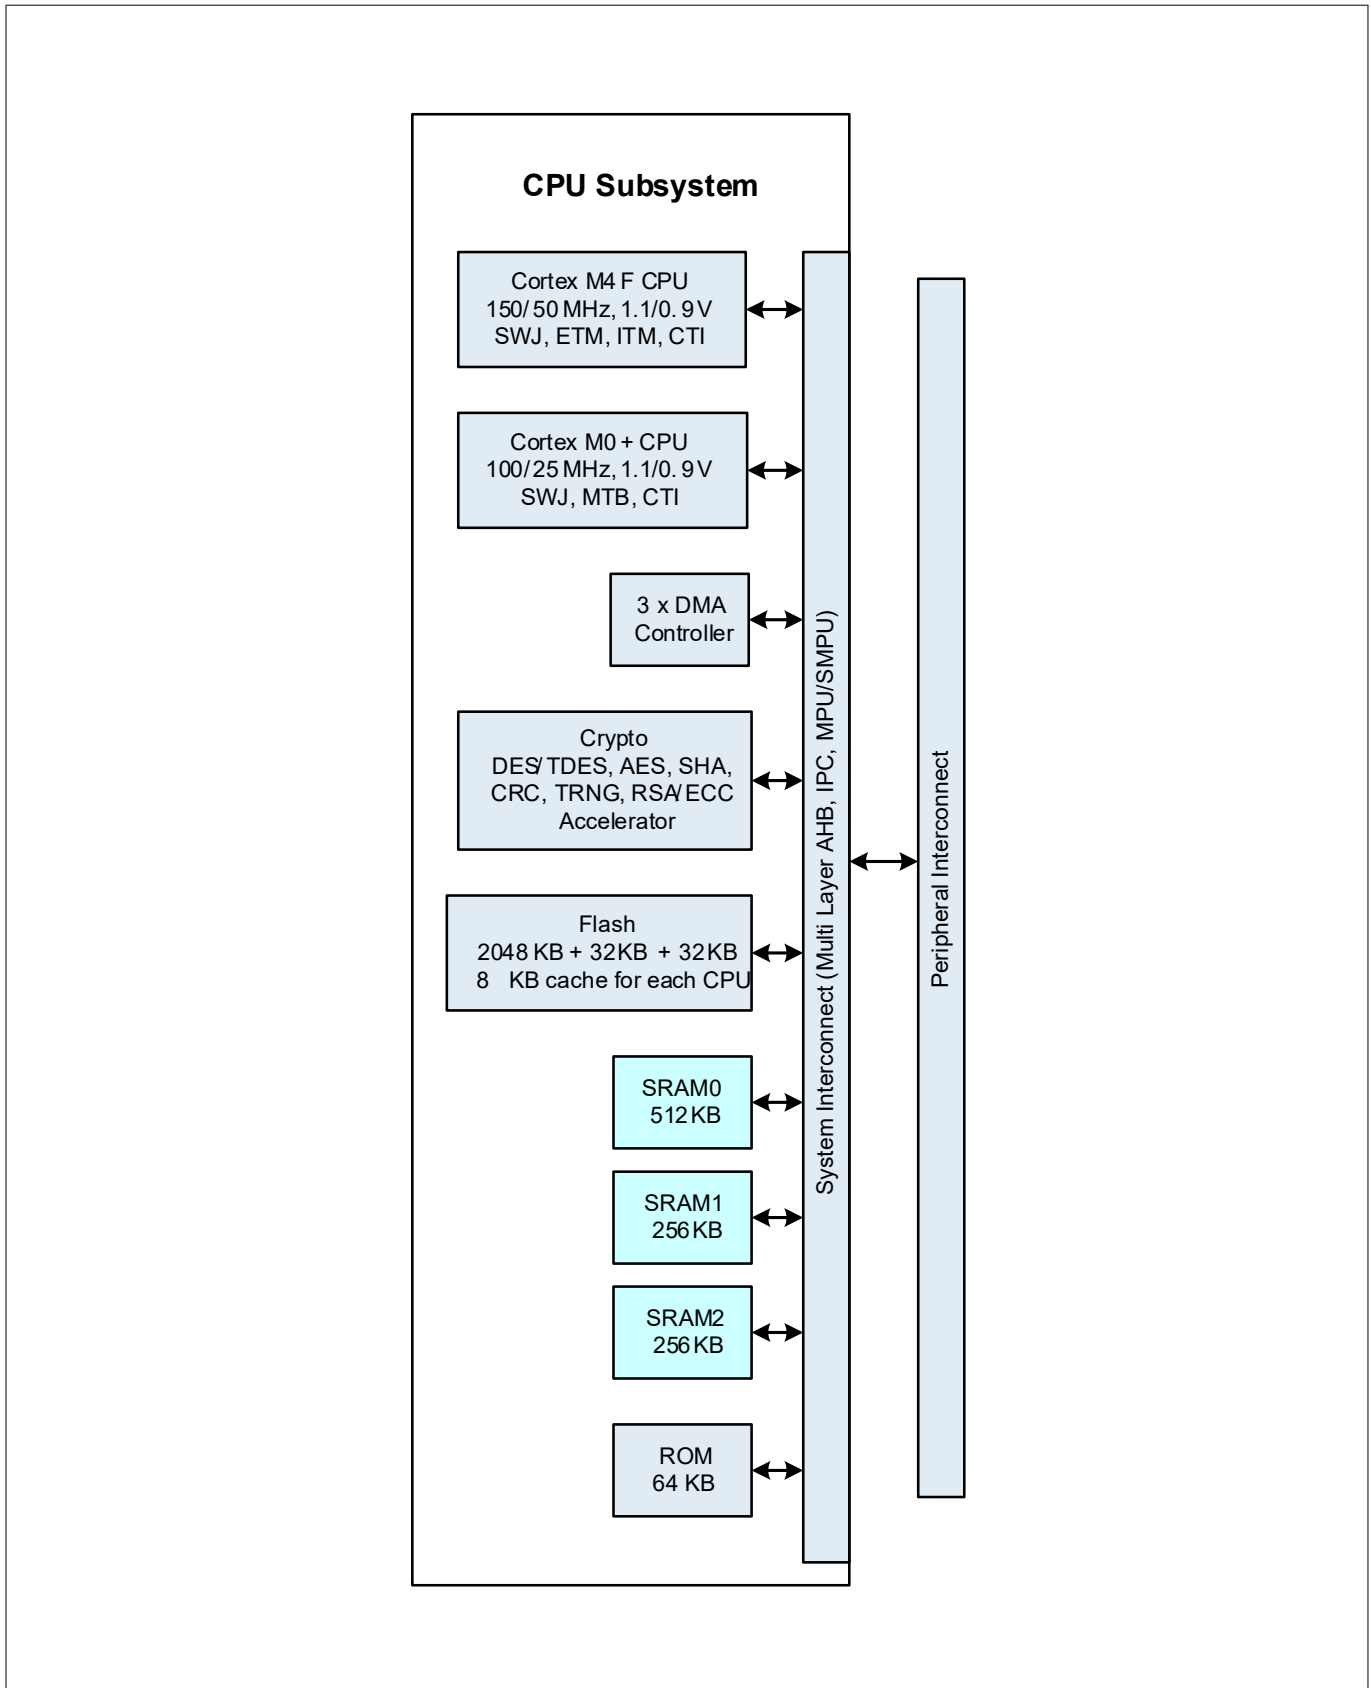 CPU Subsystem
Cortex M4 F CPU
150/50 MHz, 1.1/0.9 V
SWJ, ETM, ITM, CTI
Cortex M0 + CPU
100/25 MHz, 1.1/0.9 V
SWJ, MTB, CTI
3 x DMA
Controller
Crypto
DES/TDES, AES, SHA,
CRC, TRNG, RSA/ECC
Accelerator
Flash
2048 KB + 32KB + 32KB
8 KB cache for each CPU
SRAM0
512 KB
SRAM1
256 KB
SRAM2
256 KB
ROM
64 KB
System Interconnect (Multi Layer AHB, IPC, MPU/SMPU)
Peripheral Interconnect